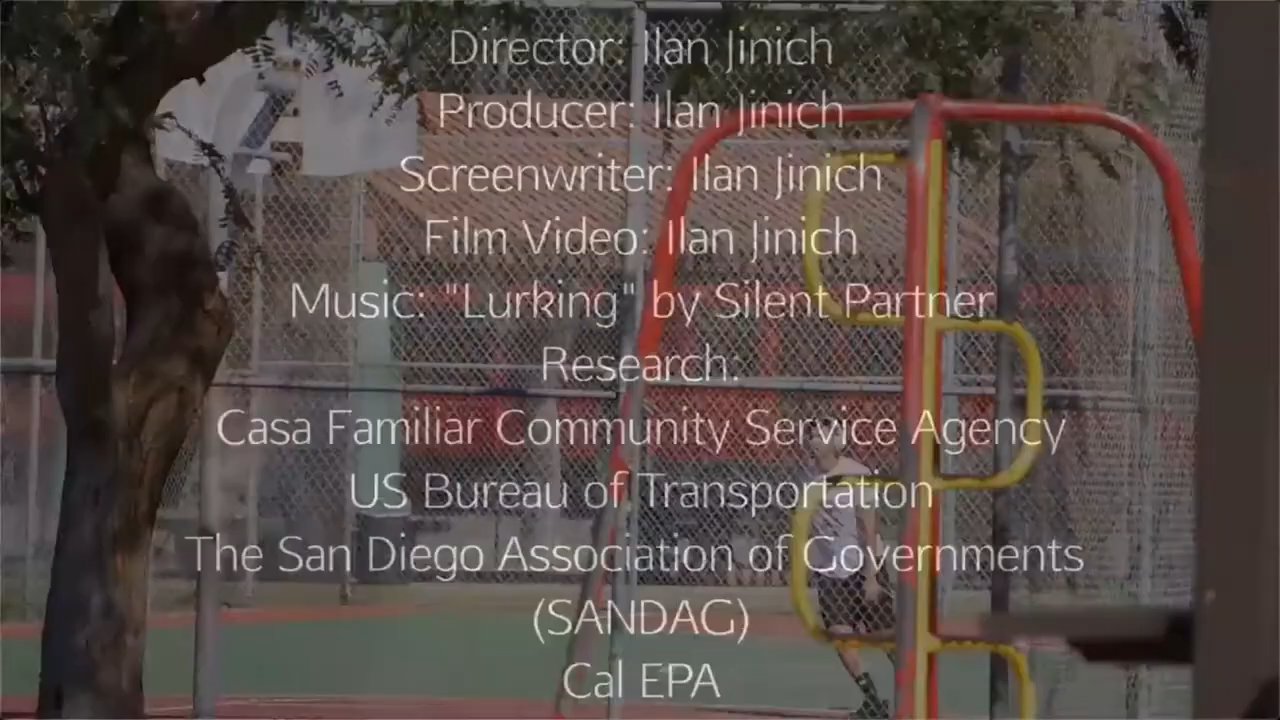 Director: Ilan Jinich
Producer: Ilan Jinich
Screenwriter: Ilan Jinich
Film Video: Ilan Jinich
Music: "Lurking" by Silent Partner
Research:
Casa Familiar Community Service Agency
US Bureau of Transportation
The San Diego Association of Governments
(SANDAG)
Cal EPA